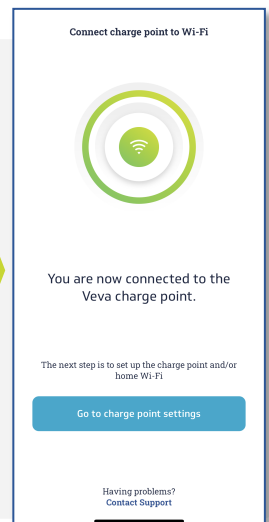 Connect charge point to Wi-Fi
You are now connected to the
Veva charge point.
The next step is to set up the charge point and/or
home Wi-Fi
Go to charge point settings
Having problems?
Contact Support